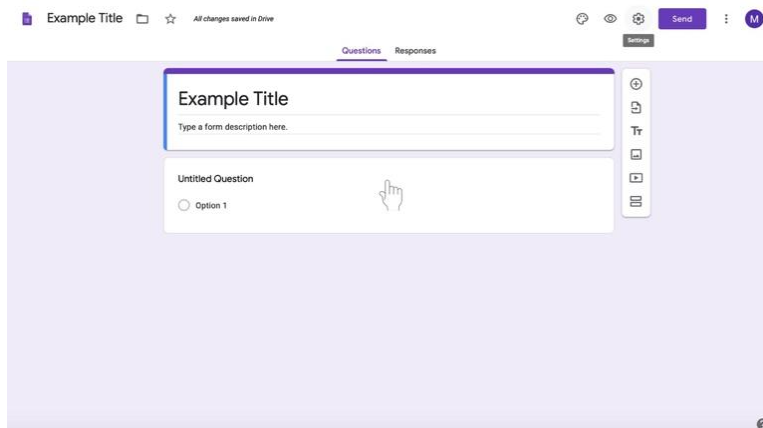 Example Title
All changes saved in Drive
Send
M
Settings
Questions Responses
Example Title
Type a form description here.
Untitled Question
Option 1
Tт